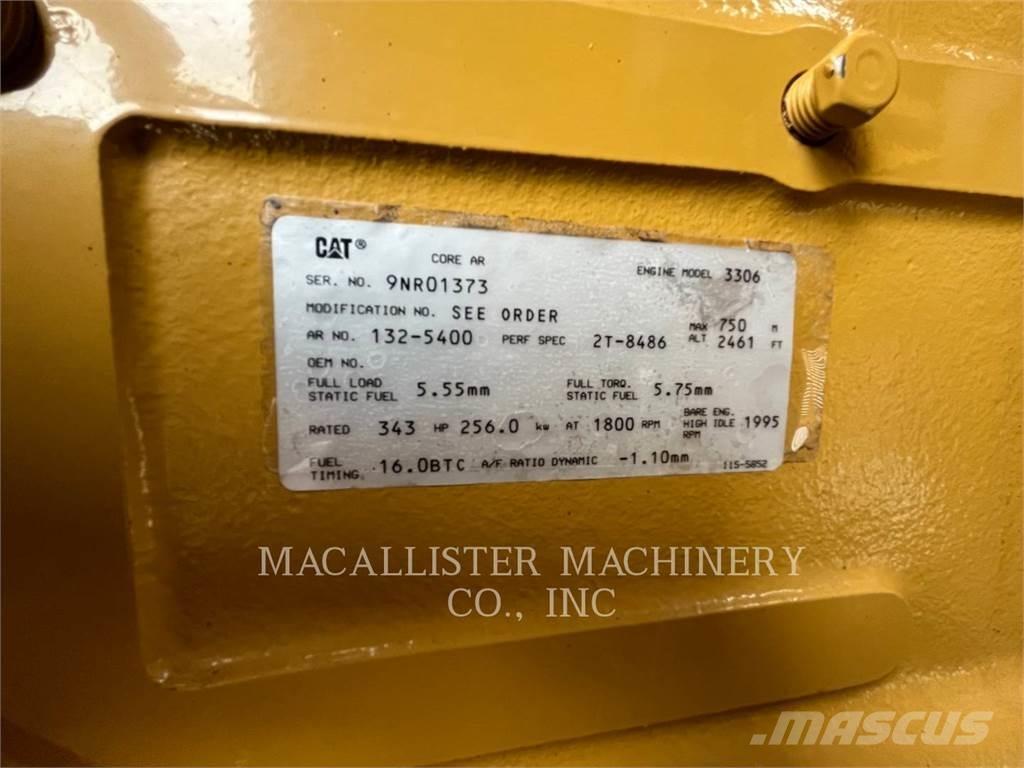 CAT® CORE AR
SER. NO. 9NR01373 ENGINE MODEL 3306
MODIFICATION NO. SEE ORDER
AR NO. 132-5400 PERF SPEC 2T-8486 MAX ALT 750 M 2461 FT
OEM NO.
FULL LOAD STATIC FUEL 5.55mm FULL TORQ. STATIC FUEL 5.75mm
RATED 343 HP 256.0 kw AT 1800 RPM BARE ENG. HIGH IDLE RPM 1995
FUEL TIMING 16.0BTC A/F RATIO DYNAMIC -1.10mm 115-5852
MACALLISTER MACHINERY
CO., INC
MASCUS